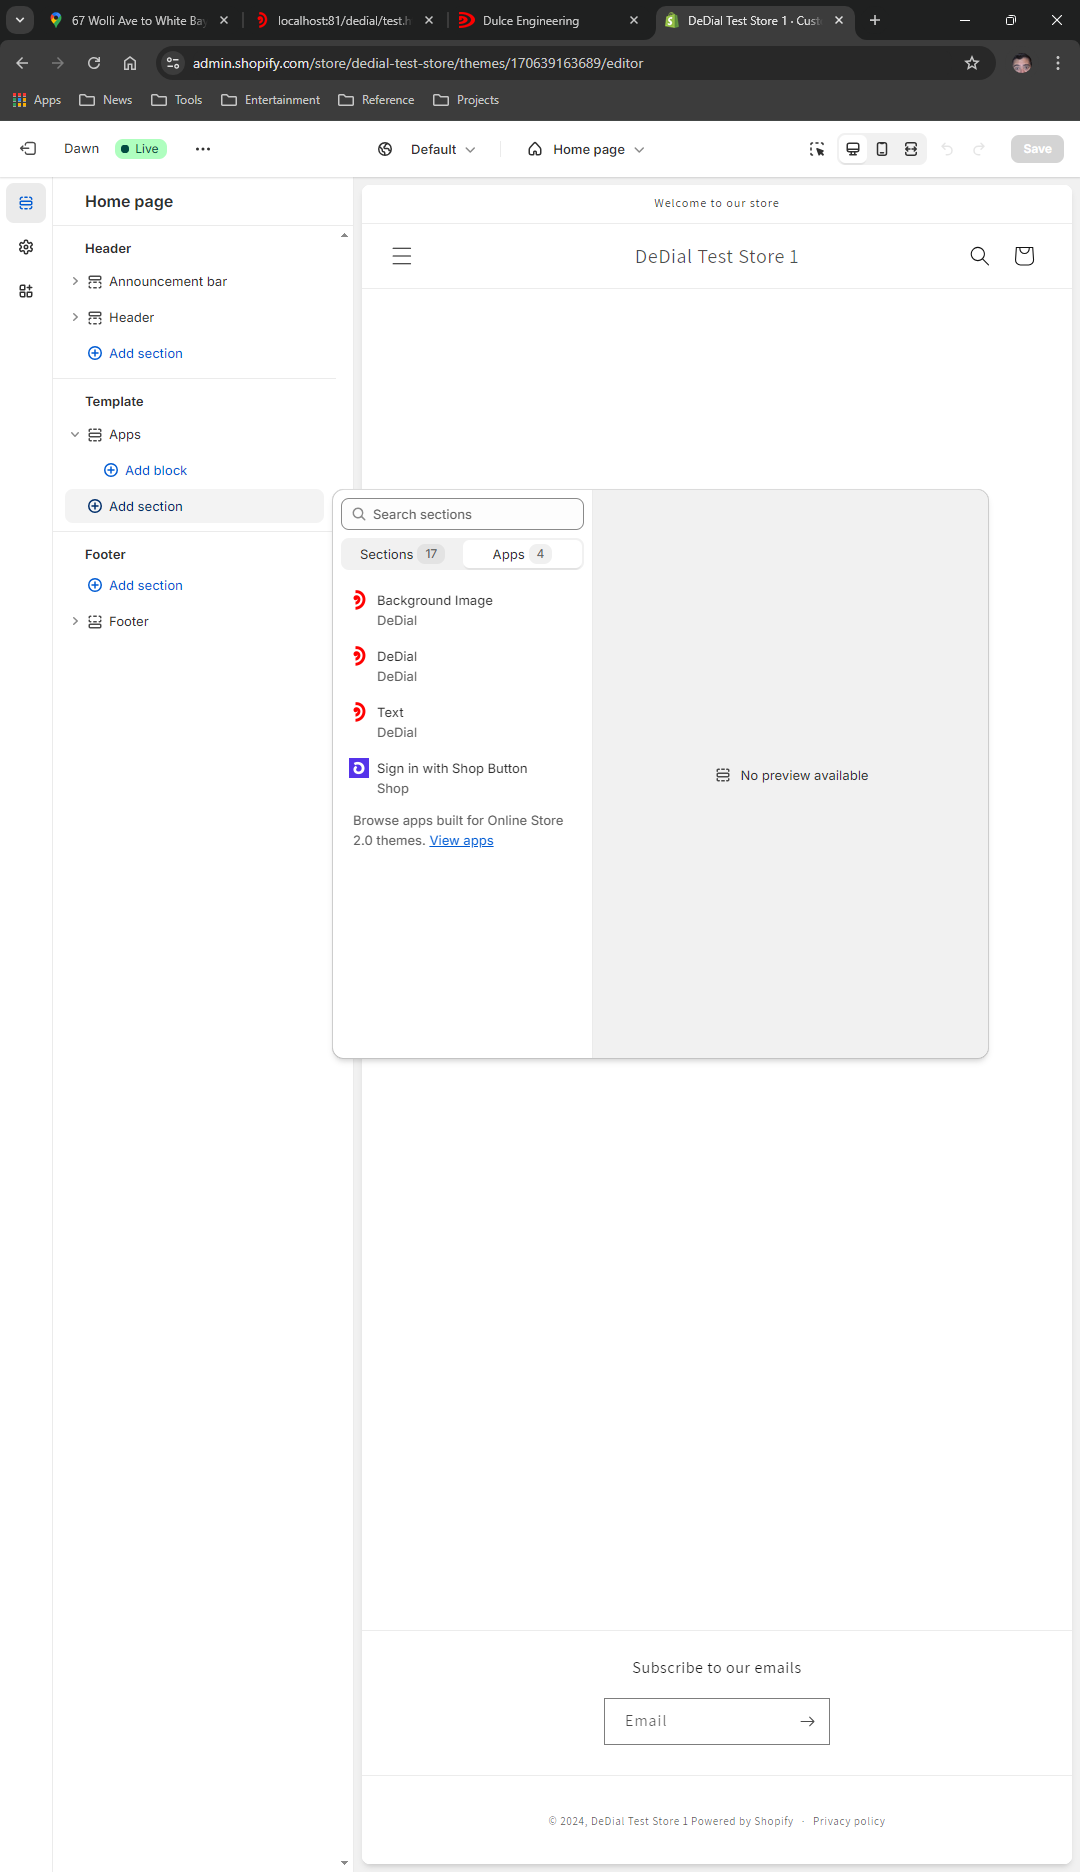 67 Wolli Ave to White Bay
localhost:81/dedial/test.h
Dulce Engineering
DeDial Test Store 1 · Cust
admin.shopify.com/store/dedial-test-store/themes/170639163689/editor
Apps
News
Tools
Entertainment
Reference
Projects
Dawn
Live
Default
Home page
Save
Home page
Header
Announcement bar
Header
Add section
Template
Apps
Add block
Add section
Footer
Add section
Footer
Welcome to our store
DeDial Test Store 1
Search sections
Sections 17
Apps 4
Background Image
DeDial
DeDial
DeDial
Text
DeDial
Sign in with Shop Button
Shop
Browse apps built for Online Store
2.0 themes. View apps
No preview available
Subscribe to our emails
Email
© 2024, DeDial Test Store 1 Powered by Shopify · Privacy policy